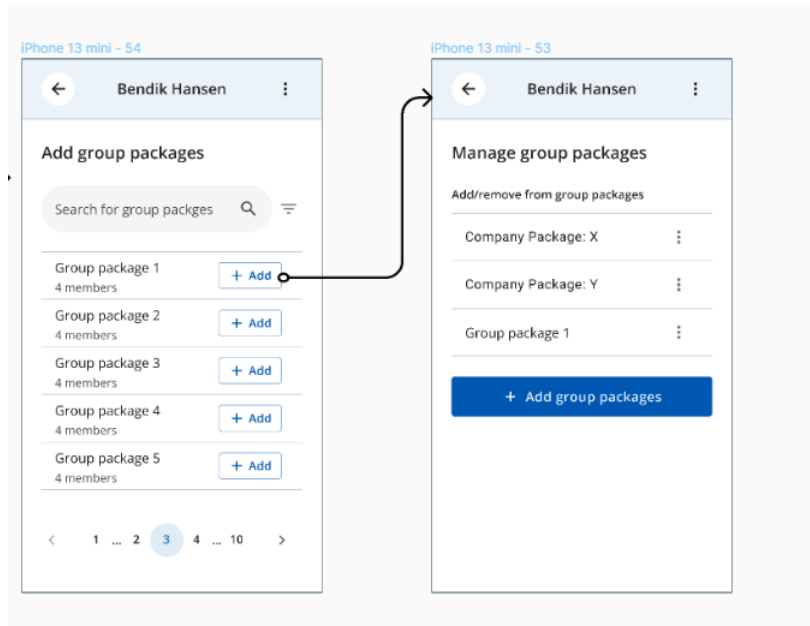 iPhone 13 mini - 54
Bendik Hansen
Add group packages
Search for group packges
Group package 1
4 members
+ Add
Group package 2
4 members
+ Add
Group package 3
4 members
+ Add
Group package 4
4 members
+ Add
Group package 5
4 members
+ Add
< 1 ... 2 3 4 ... 10 >
iPhone 13 mini - 53
Bendik Hansen
Manage group packages
Add/remove from group packages
Company Package: X
Company Package: Y
Group package 1
+ Add group packages